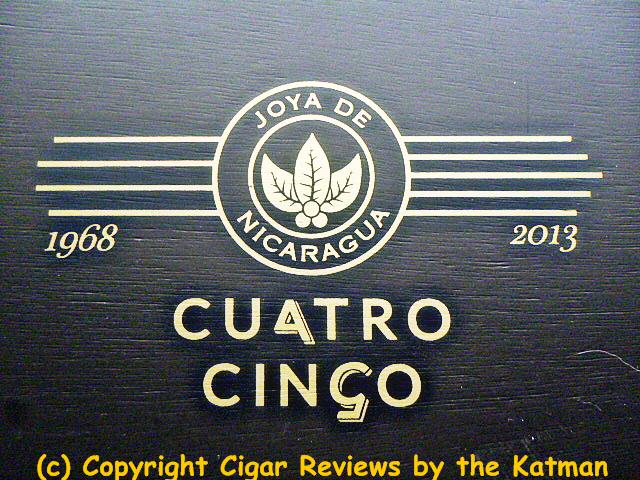 JOYA DE
NICARAGUA
1968 2013
CUATRO
CINCO
(c) Copyright Cigar Reviews by the Katman